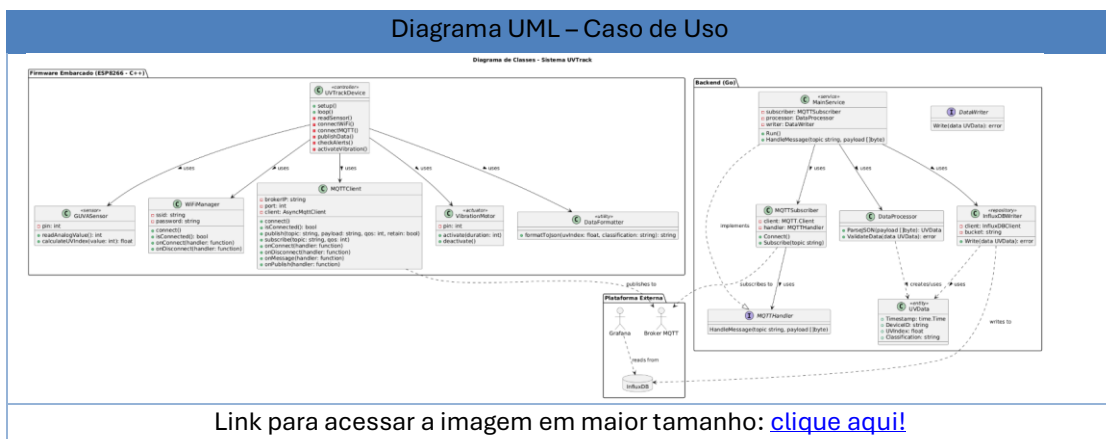 Diagrama UML – Caso de Uso
Diagrama de Classes - Sistema UVTrack
Firmware Embarcado (ESP8266 - C++)
«controller»
C UVTrackDevice
setup()
loop()
readSensor()
connectWiFi()
connectMQTT()
publishData()
checkAlerts()
activateVibration()
uses
uses
uses
uses
uses
«sensor»
C GUVASensor
pin: int
readAnalogValue(): int
calculateUVIndex(value: int): float
C WiFiManager
ssid: string
password: string
connect()
isConnected(): bool
onConnect(handler: function)
onDisconnect(handler: function)
C MQTTClient
brokerIP: string
port: int
client: AsyncMqttClient
connect()
isConnected(): bool
publish(topic: string, payload: string, qos: int, retain: bool)
subscribe(topic: string, qos: int)
onConnect(handler: function)
onDisconnect(handler: function)
onMessage(handler: function)
onPublish(handler: function)
«actuator»
C VibrationMotor
pin: int
activate(duration: int)
deactivate()
«utility»
C DataFormatter
formatToJson(uvIndex: float, classification: string): string
Backend (Go)
«service»
C MainService
subscriber: MQTTSubscriber
processor: DataProcessor
writer: DataWriter
Run()
HandleMessage(topic string, payload []byte)
I DataWriter
Write(data UVData): error
uses
uses
uses
implements
C MQTTSubscriber
client: MQTT.Client
handler: MQTTHandler
Connect()
Subscribe(topic string)
C DataProcessor
ParseJSON(payload []byte): UVData
ValidateData(data UVData): error
«repository»
C InfluxDBWriter
client: InfluxDBClient
bucket: string
Write(data UVData): error
publishes to
subscribes to
uses
creates/uses
uses
Plataforma Externa
Grafana
Broker MQTT
reads from
InfluxDB
I MQTTHandler
HandleMessage(topic string, payload []byte)
«entity»
C UVData
Timestamp: time.Time
DeviceID: string
UVIndex: float
Classification: string
writes to
Link para acessar a imagem em maior tamanho: clique aqui!